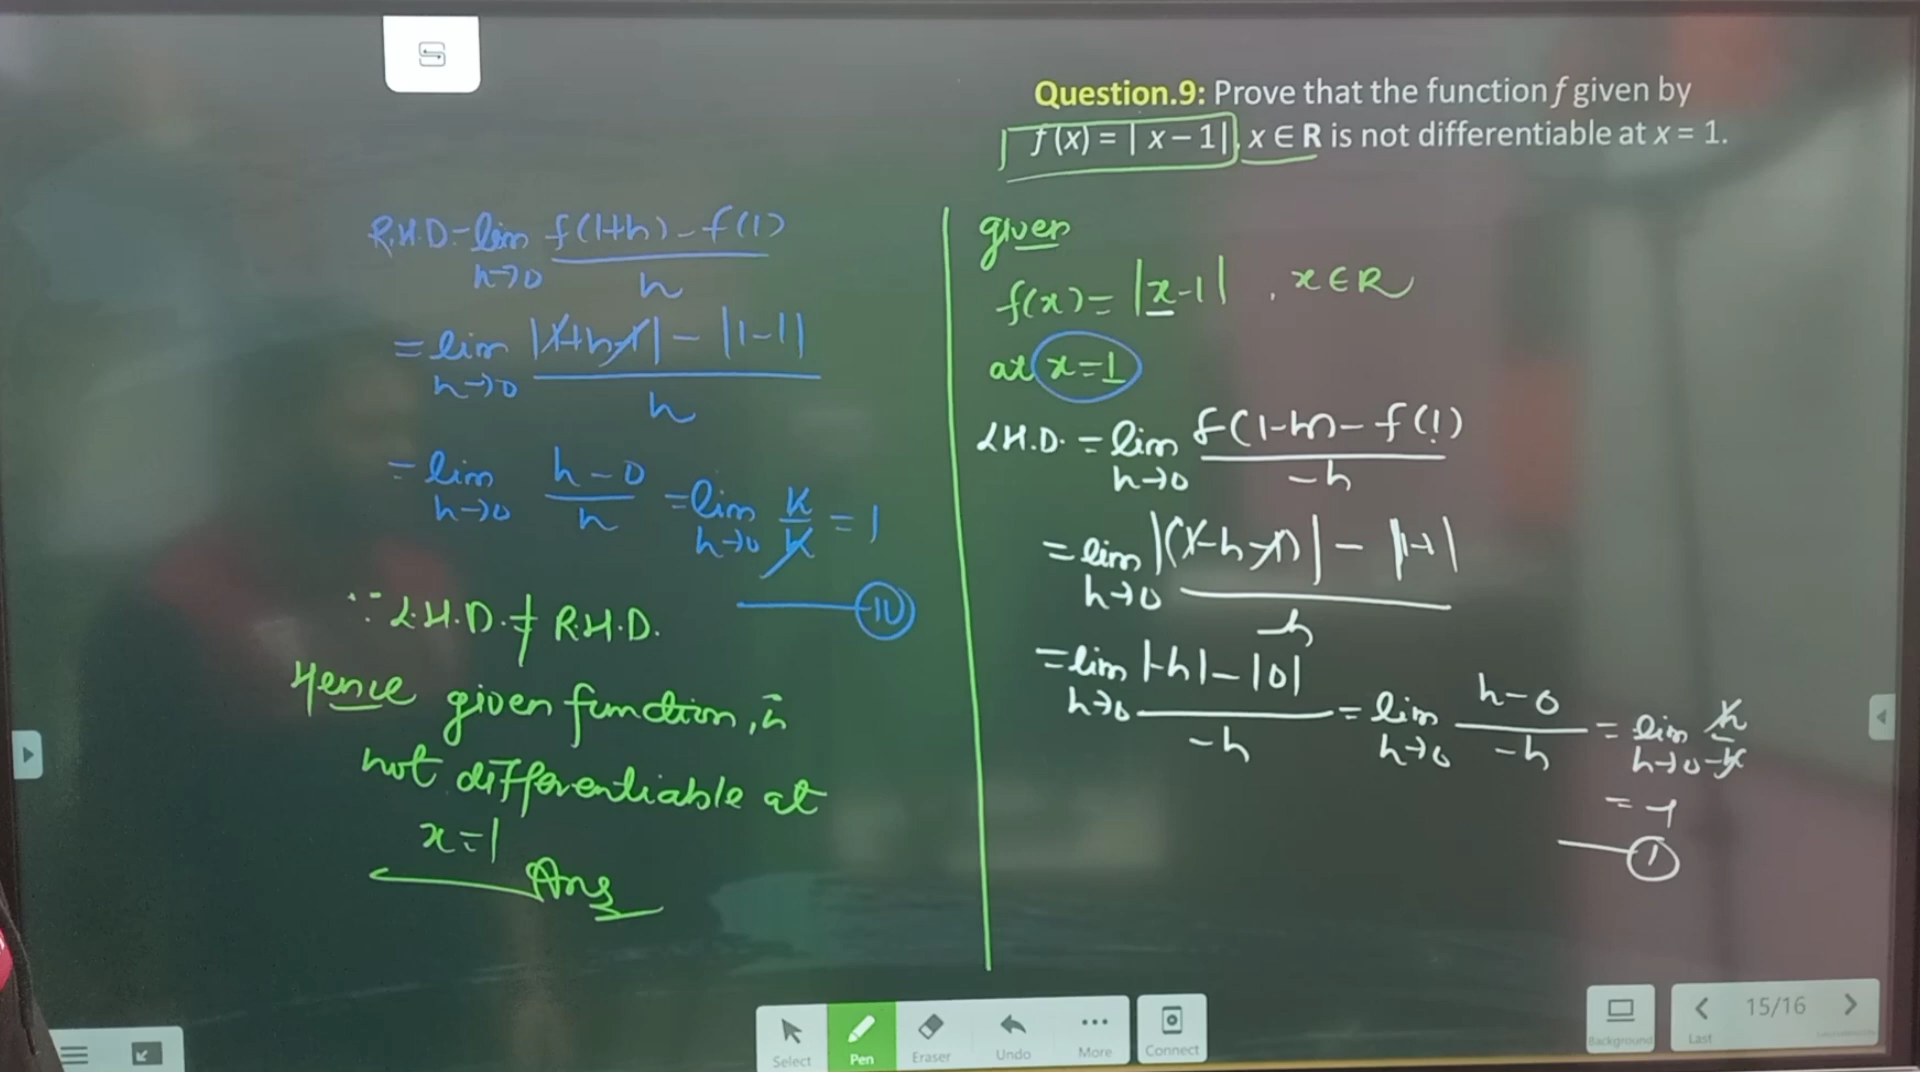 Question.9: Prove that the function f given by
f (x) = | x – 1|, x ∈ R is not differentiable at x = 1.
given
f(x) = |x-1| , x∈R
at x=1
L.H.D. = lim h→0 f(1-h) - f(1) / -h
= lim h→0 |(1-h-1)| - |1-1| / -h
= lim h→0 |-h| - |0| / -h = lim h→0 h-0 / -h = lim h→0 h / -h
= -1
①
R.H.D = lim h→0 f(1+h) - f(1) / h
= lim h→0 |1+h-1| - |1-1| / h
= lim h→0 h-0 / h = lim h→0 h / h = 1
∵ L.H.D. ≠ R.H.D.
Hence given function, is
not differentiable at
x=1
Ans
Select
Pen
Eraser
Undo
More
Connect
Background
15/16
Last